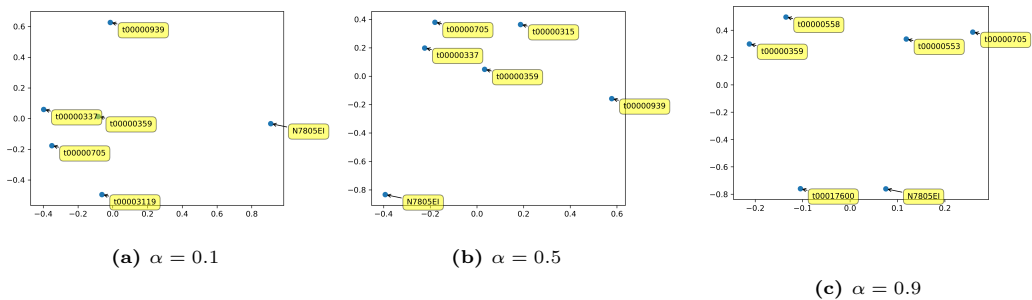 0.6
0.4
0.2
0.0
−0.2
−0.4
−0.4 −0.2 0.0 0.2 0.4 0.6 0.8
t00000939
t00000337
t00000359
N7805EI
t00000705
t00003119
(a) α = 0.1
0.4
0.2
0.0
−0.2
−0.4
−0.6
−0.8
−0.4 −0.2 0.0 0.2 0.4 0.6
t00000705
t00000315
t00000337
t00000359
t00000939
N7805EI
(b) α = 0.5
0.4
0.2
0.0
−0.2
−0.4
−0.6
−0.8
−0.2 −0.1 0.0 0.1 0.2
t00000558
t00000705
t00000359
t00000553
t00017600
N7805EI
(c) α = 0.9